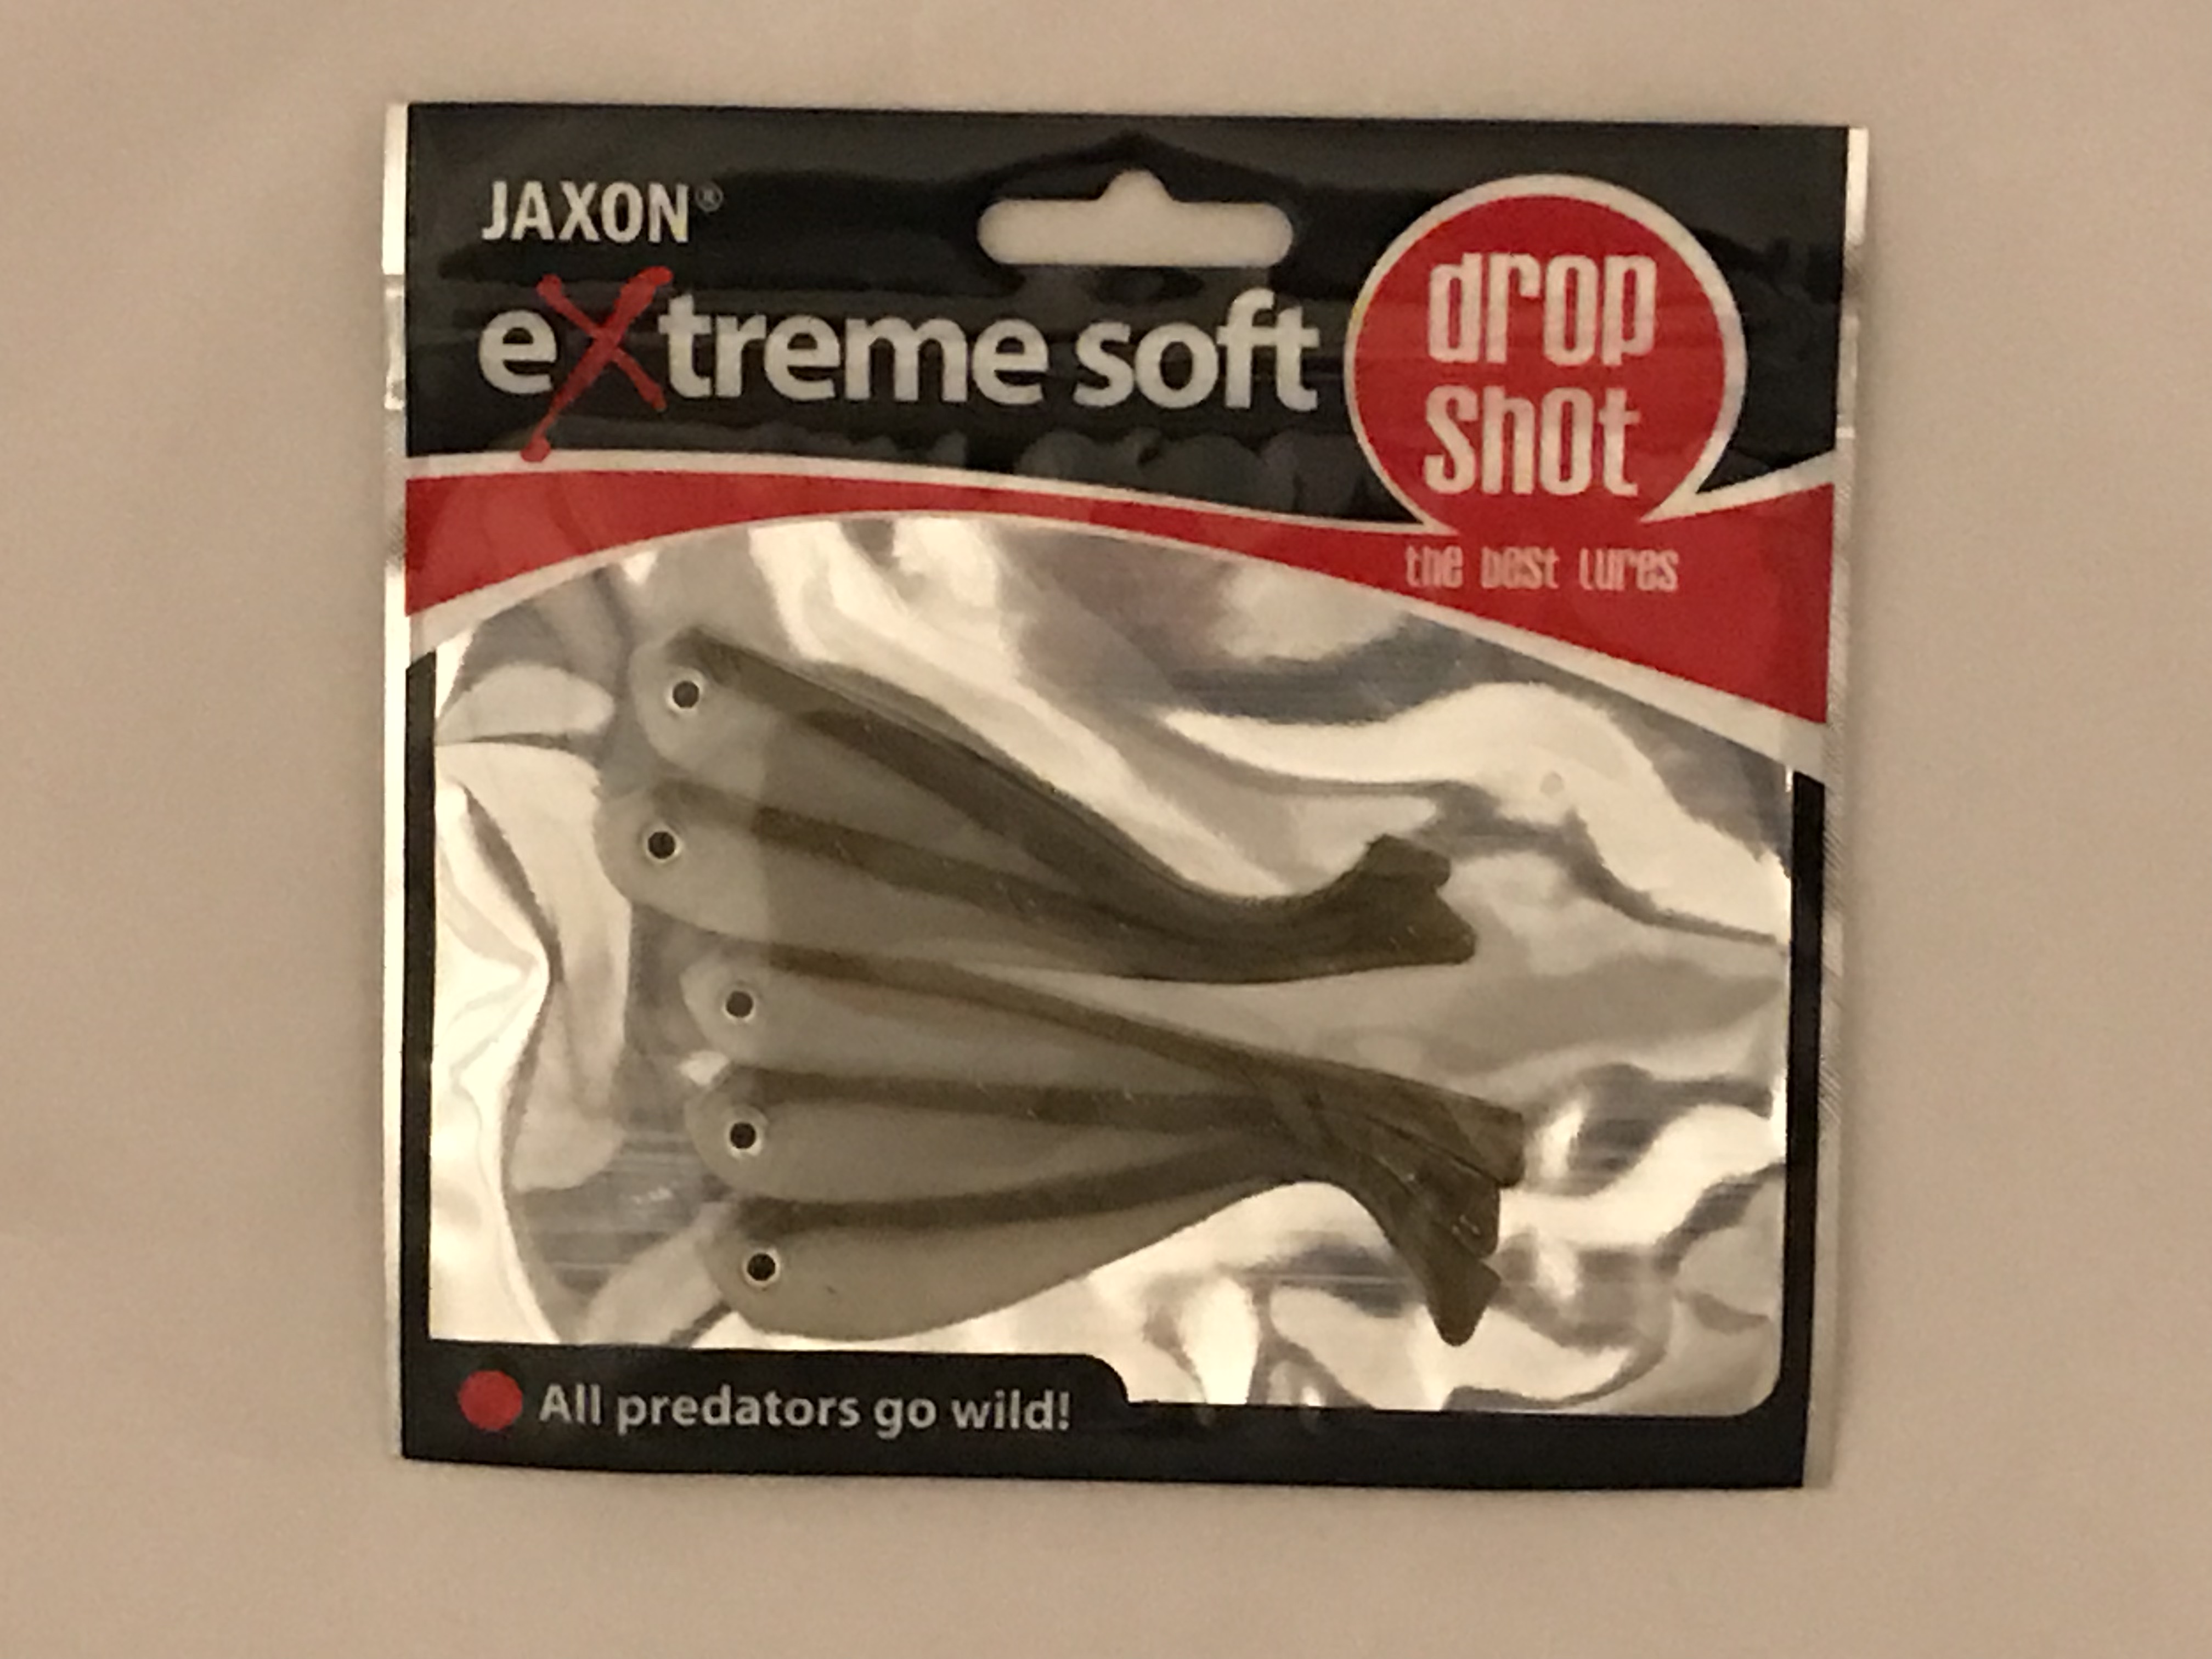 JAXON®
eXtreme soft
drop
shot
the best lures
All predators go wild!